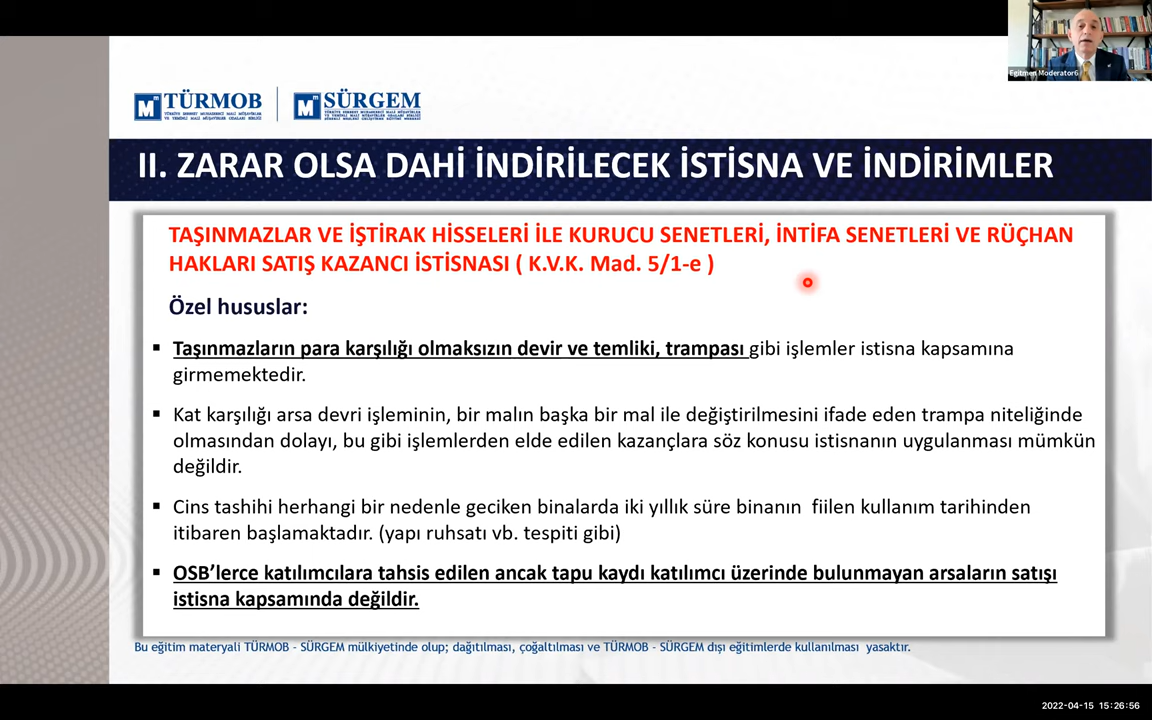 Egitmen Moderator6
TÜRMOB
SÜRGEM
II. ZARAR OLSA DAHİ İNDİRİLECEK İSTİSNA VE İNDİRİMLER
TAŞINMAZLAR VE İŞTİRAK HİSSELERİ İLE KURUCU SENETLERİ, İNTİFA SENETLERİ VE RÜÇHAN
HAKLARI SATIŞ KAZANCI İSTİSNASI ( K.V.K. Mad. 5/1-e )
Özel hususlar:
▪ Taşınmazların para karşılığı olmaksızın devir ve temliki, trampası gibi işlemler istisna kapsamına
girmemektedir.
▪ Kat karşılığı arsa devri işleminin, bir malın başka bir mal ile değiştirilmesini ifade eden trampa niteliğinde
olmasından dolayı, bu gibi işlemlerden elde edilen kazançlara söz konusu istisnanın uygulanması mümkün
değildir.
▪ Cins tashihi herhangi bir nedenle geciken binalarda iki yıllık süre binanın fiilen kullanım tarihinden
itibaren başlamaktadır. (yapı ruhsatı vb. tespiti gibi)
▪ OSB’lerce katılımcılara tahsis edilen ancak tapu kaydı katılımcı üzerinde bulunmayan arsaların satışı
istisna kapsamında değildir.
Bu eğitim materyali TÜRMOB - SÜRGEM mülkiyetinde olup; dağıtılması, çoğaltılması ve TÜRMOB - SÜRGEM dışı eğitimlerde kullanılması yasaktır.
2022-04-15 15:26:56